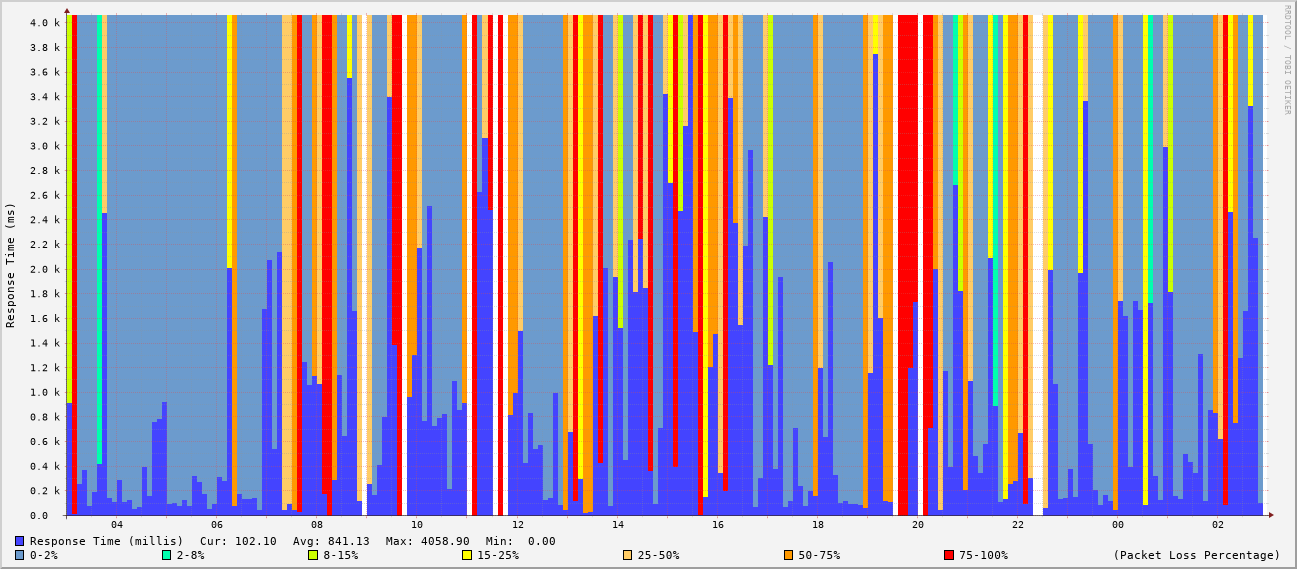 4.0 k
3.8 k
3.6 k
3.4 k
3.2 k
3.0 k
2.8 k
2.6 k
2.4 k
2.2 k
2.0 k
1.8 k
1.6 k
1.4 k
1.2 k
1.0 k
0.8 k
0.6 k
0.4 k
0.2 k
0.0
Response Time (ms)
RRDTOOL / TOBI OETIKER
04 06 08 10 12 14 16 18 20 22 00 02
Response Time (millis) Cur: 102.10 Avg: 841.13 Max: 4058.90 Min: 0.00
0-2% 2-8% 8-15% 15-25% 25-50% 50-75% 75-100% (Packet Loss Percentage)